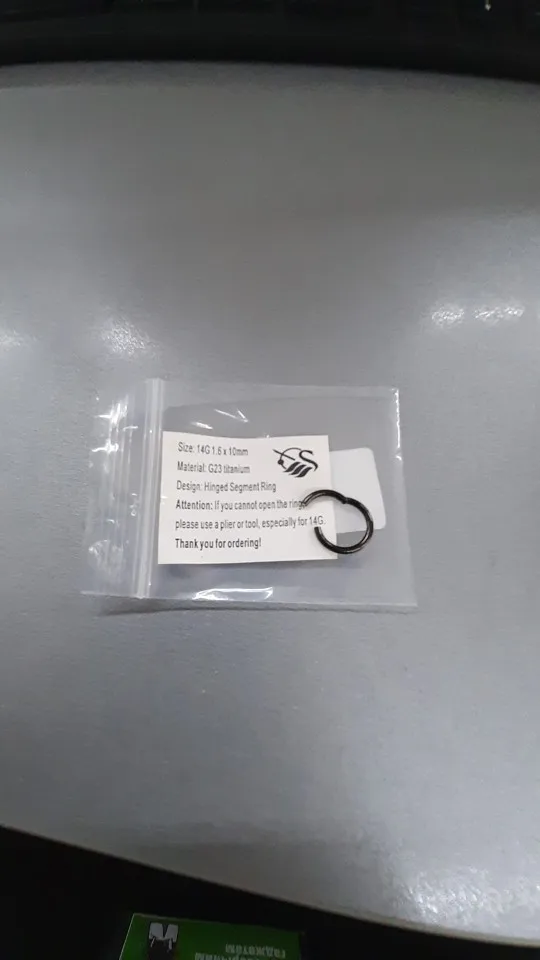 Size: 14G 1.6 x 10mm
Material: G23 titanium
Design: Hinged Segment Ring
Attention: If you cannot open the ring,
please use a plier or tool, especially for 14G.
Thank you for ordering!
S
гаджетам